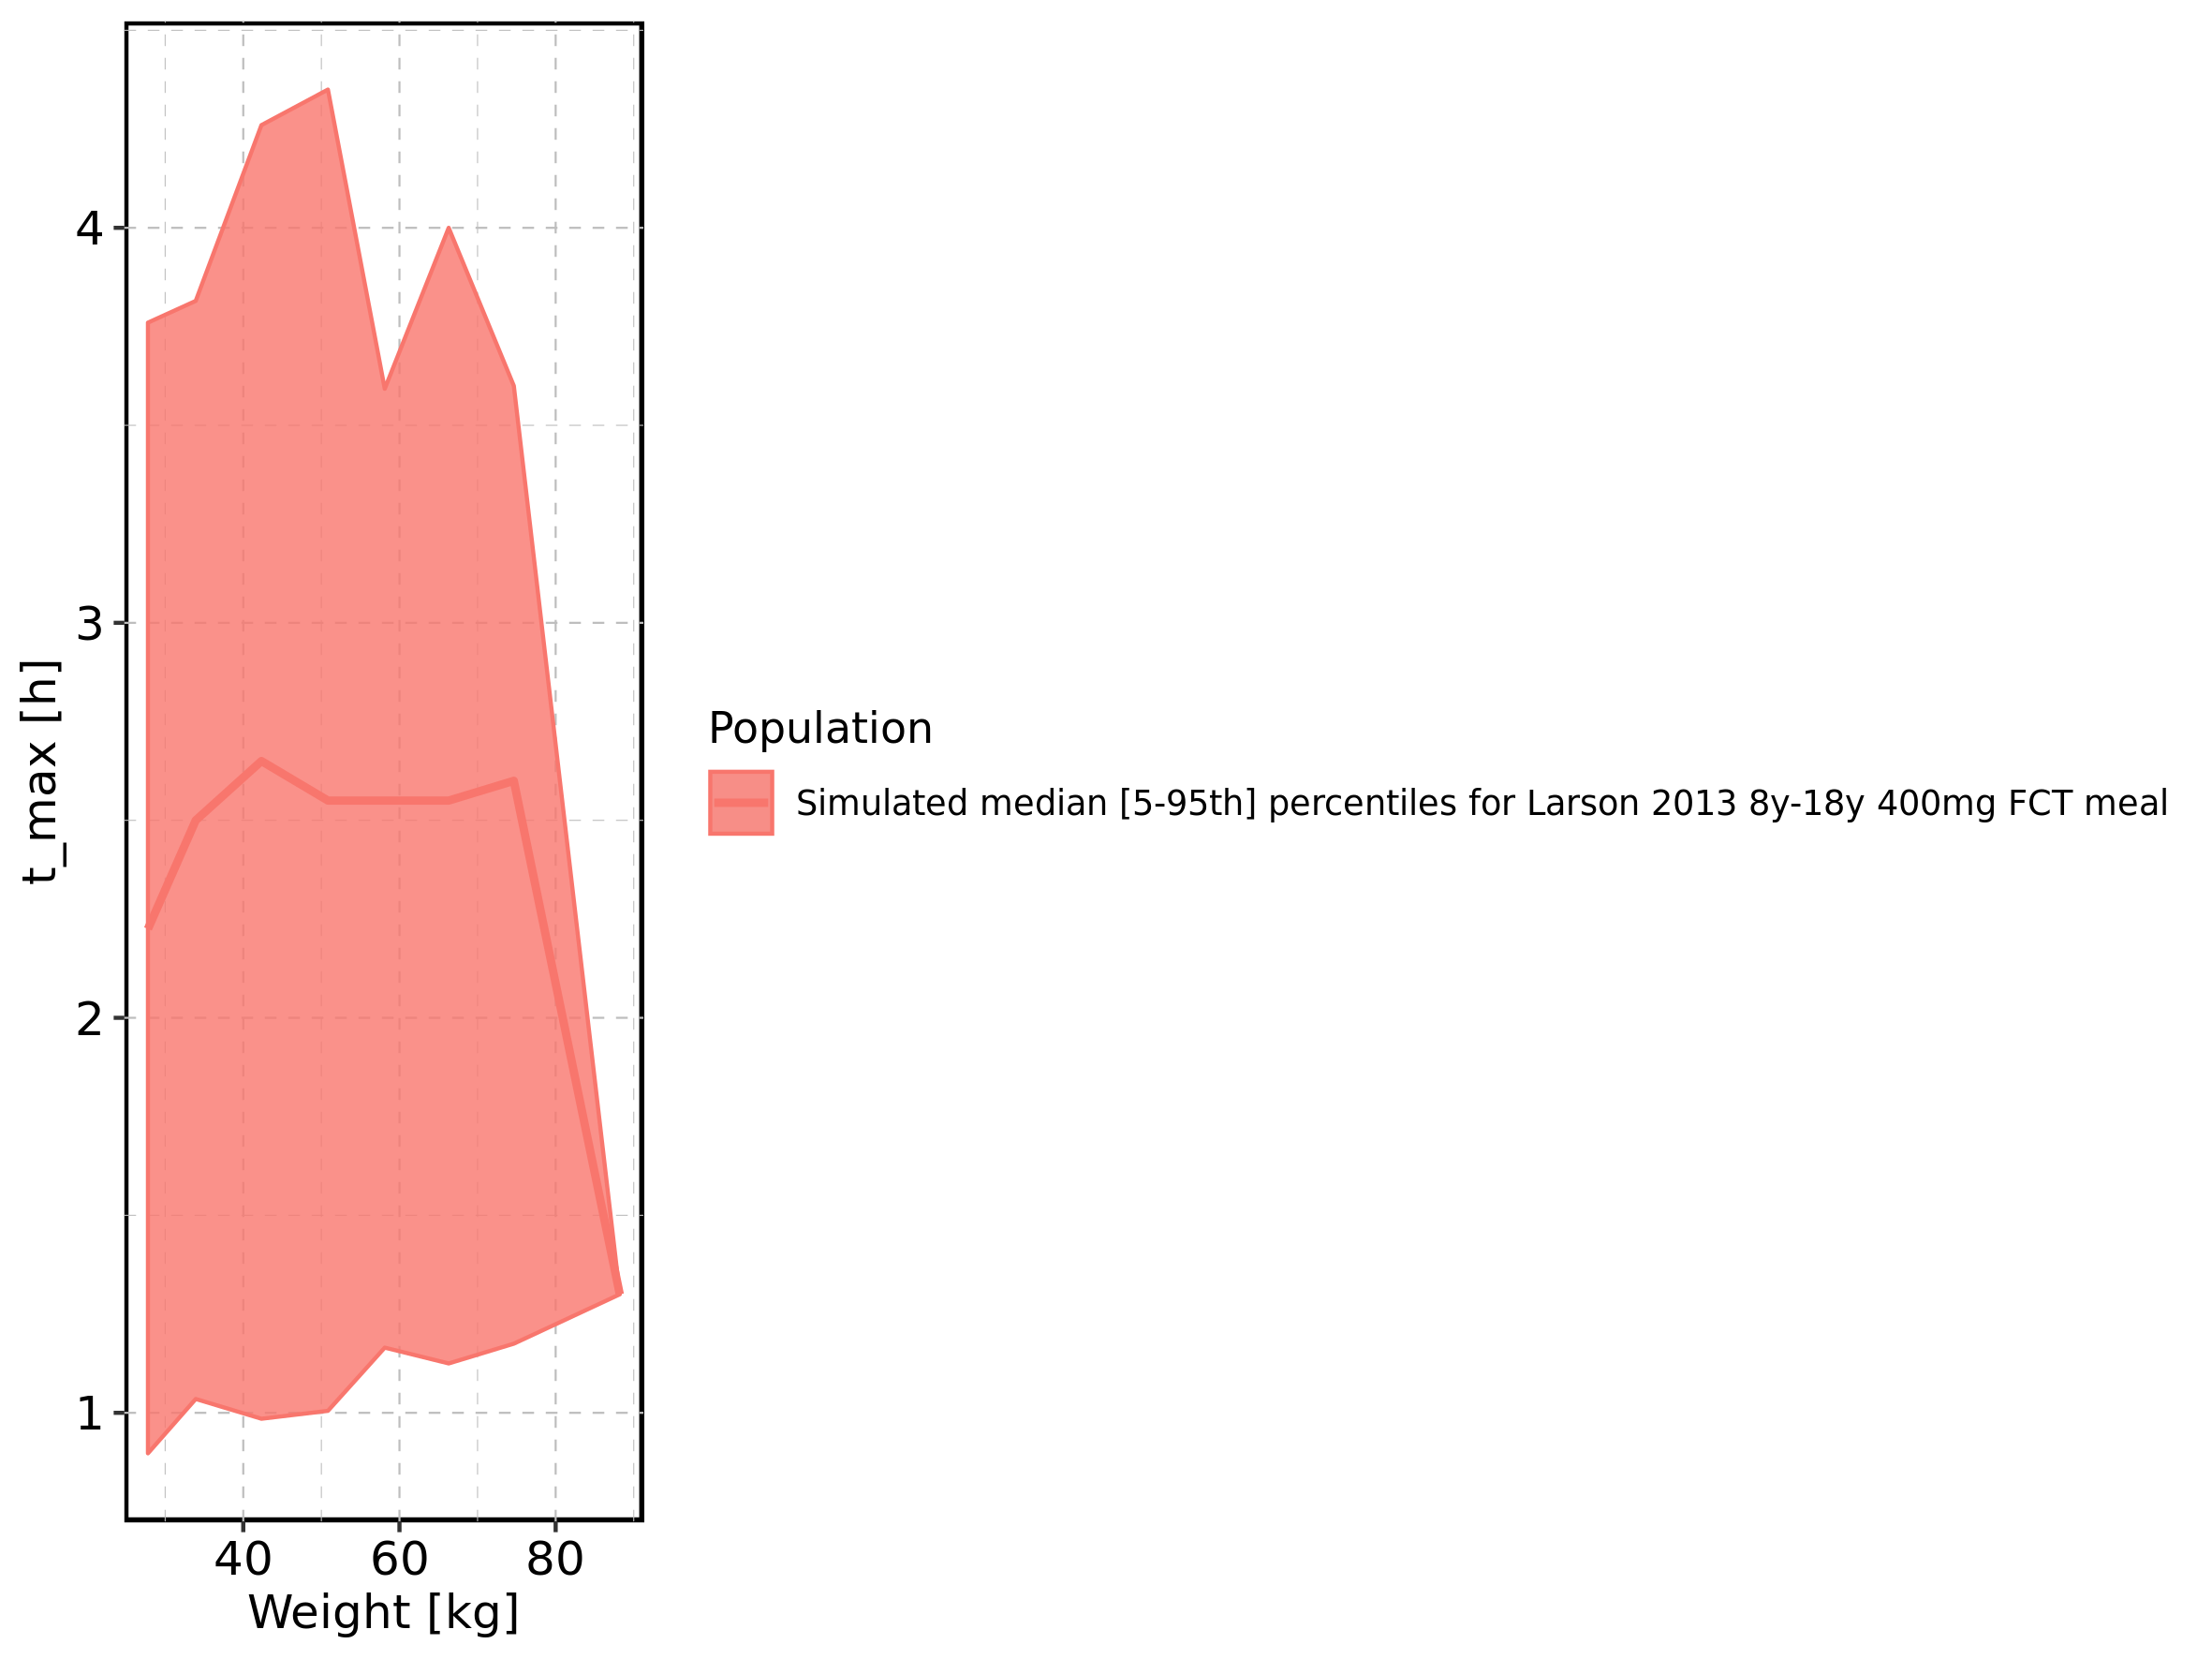 4
3
2
1
t_max [h]
40 60 80
Weight [kg]
Population
Simulated median [5-95th] percentiles for Larson 2013 8y-18y 400mg FCT meal